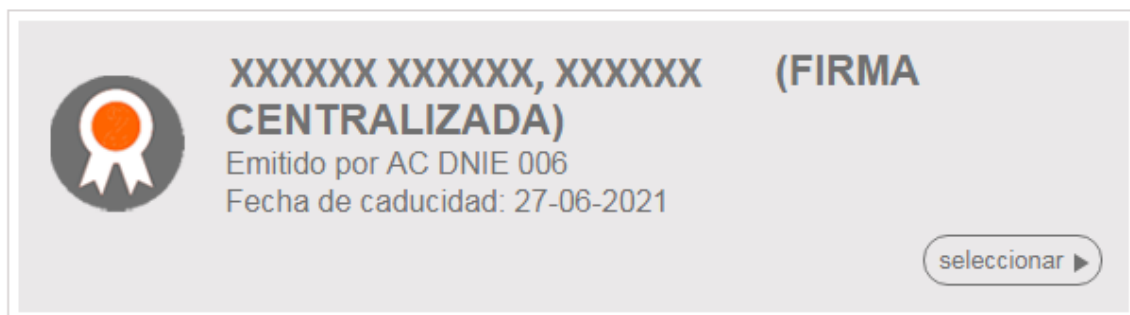 XXXXXX XXXXXX, XXXXXX (FIRMA
CENTRALIZADA)
Emitido por AC DNIE 006
Fecha de caducidad: 27-06-2021
seleccionar